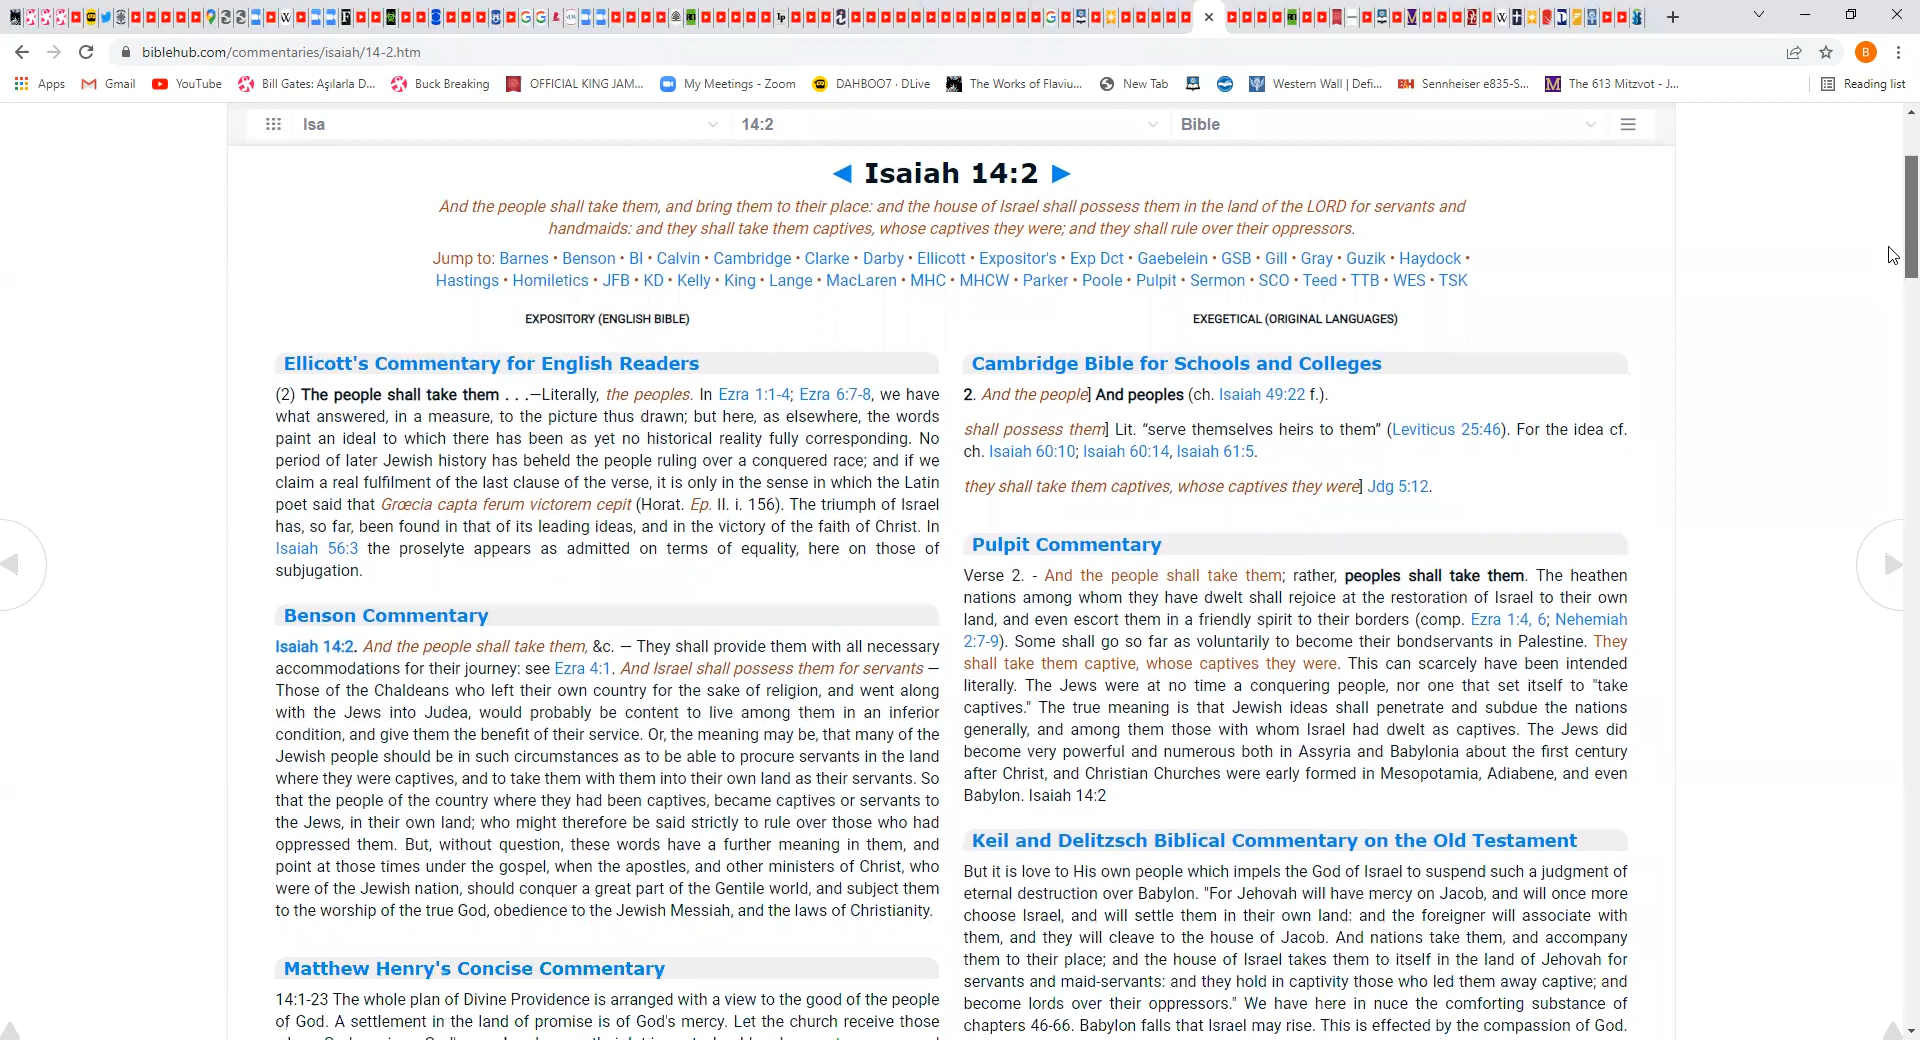 biblehub.com/commentaries/isaiah/14-2.htm
B
Apps Gmail YouTube Bill Gates: Aşılarla D... Buck Breaking OFFICIAL KING JAM... My Meetings - Zoom DAHBOO7 · DLive The Works of Flaviu... New Tab Western Wall | Defi... Sennheiser e835-S... The 613 Mitzvot - J... Reading list
Isa 14:2 Bible
Isaiah 14:2
And the people shall take them, and bring them to their place: and the house of Israel shall possess them in the land of the LORD for servants and
handmaids: and they shall take them captives, whose captives they were; and they shall rule over their oppressors.
Jump to: Barnes • Benson • BI • Calvin • Cambridge • Clarke • Darby • Ellicott • Expositor's • Exp Dct • Gaebelein • GSB • Gill • Gray • Guzik • Haydock •
Hastings • Homiletics • JFB • KD • Kelly • King • Lange • MacLaren • MHC • MHCW • Parker • Poole • Pulpit • Sermon • SCO • Teed • TTB • WES • TSK
EXPOSITORY (ENGLISH BIBLE)
Ellicott's Commentary for English Readers
(2) The people shall take them . . .—Literally, the peoples. In Ezra 1:1-4; Ezra 6:7-8, we have
what answered, in a measure, to the picture thus drawn; but here, as elsewhere, the words
paint an ideal to which there has been as yet no historical reality fully corresponding. No
period of later Jewish history has beheld the people ruling over a conquered race; and if we
claim a real fulfilment of the last clause of the verse, it is only in the sense in which the Latin
poet said that Græcia capta ferum victorem cepit (Horat. Ep. II. i. 156). The triumph of Israel
has, so far, been found in that of its leading ideas, and in the victory of the faith of Christ. In
Isaiah 56:3 the proselyte appears as admitted on terms of equality, here on those of
subjugation.
Benson Commentary
Isaiah 14:2. And the people shall take them, &c. — They shall provide them with all necessary
accommodations for their journey; see Ezra 4:1. And Israel shall possess them for servants —
Those of the Chaldeans who left their own country for the sake of religion, and went along
with the Jews into Judea, would probably be content to live among them in an inferior
condition, and give them the benefit of their service. Or, the meaning may be, that many of the
Jewish people should be in such circumstances as to be able to procure servants in the land
where they were captives, and to take them with them into their own land as their servants. So
that the people of the country where they had been captives, became captives or servants to
the Jews, in their own land; who might therefore be said strictly to rule over those who had
oppressed them. But, without question, these words have a further meaning in them, and
point at those times under the gospel, when the apostles, and other ministers of Christ, who
were of the Jewish nation, should conquer a great part of the Gentile world, and subject them
to the worship of the true God, obedience to the Jewish Messiah, and the laws of Christianity.
Matthew Henry's Concise Commentary
14:1-23 The whole plan of Divine Providence is arranged with a view to the good of the people
of God. A settlement in the land of promise is of God's mercy. Let the church receive those
EXEGETICAL (ORIGINAL LANGUAGES)
Cambridge Bible for Schools and Colleges
2. And the people] And peoples (ch. Isaiah 49:22 f.).
shall possess them] Lit. “serve themselves heirs to them” (Leviticus 25:46). For the idea cf.
ch. Isaiah 60:10; Isaiah 60:14, Isaiah 61:5.
they shall take them captives, whose captives they were] Jdg 5:12.
Pulpit Commentary
Verse 2. - And the people shall take them; rather, peoples shall take them. The heathen
nations among whom they have dwelt shall rejoice at the restoration of Israel to their own
land, and even escort them in a friendly spirit to their borders (comp. Ezra 1:4, 6; Nehemiah
2:7-9). Some shall go so far as voluntarily to become their bondservants in Palestine. They
shall take them captive, whose captives they were. This can scarcely have been intended
literally. The Jews were at no time a conquering people, nor one that set itself to "take
captives." The true meaning is that Jewish ideas shall penetrate and subdue the nations
generally, and among them those with whom Israel had dwelt as captives. The Jews did
become very powerful and numerous both in Assyria and Babylonia about the first century
after Christ, and Christian Churches were early formed in Mesopotamia, Adiabene, and even
Babylon. Isaiah 14:2
Keil and Delitzsch Biblical Commentary on the Old Testament
But it is love to His own people which impels the God of Israel to suspend such a judgment of
eternal destruction over Babylon. "For Jehovah will have mercy on Jacob, and will once more
choose Israel, and will settle them in their own land: and the foreigner will associate with
them, and they will cleave to the house of Jacob. And nations take them, and accompany
them to their place; and the house of Israel takes them to itself in the land of Jehovah for
servants and maid-servants: and they hold in captivity those who led them away captive; and
become lords over their oppressors." We have here in nuce the comforting substance of
chapters 46-66. Babylon falls that Israel may rise. This is effected by the compassion of God.